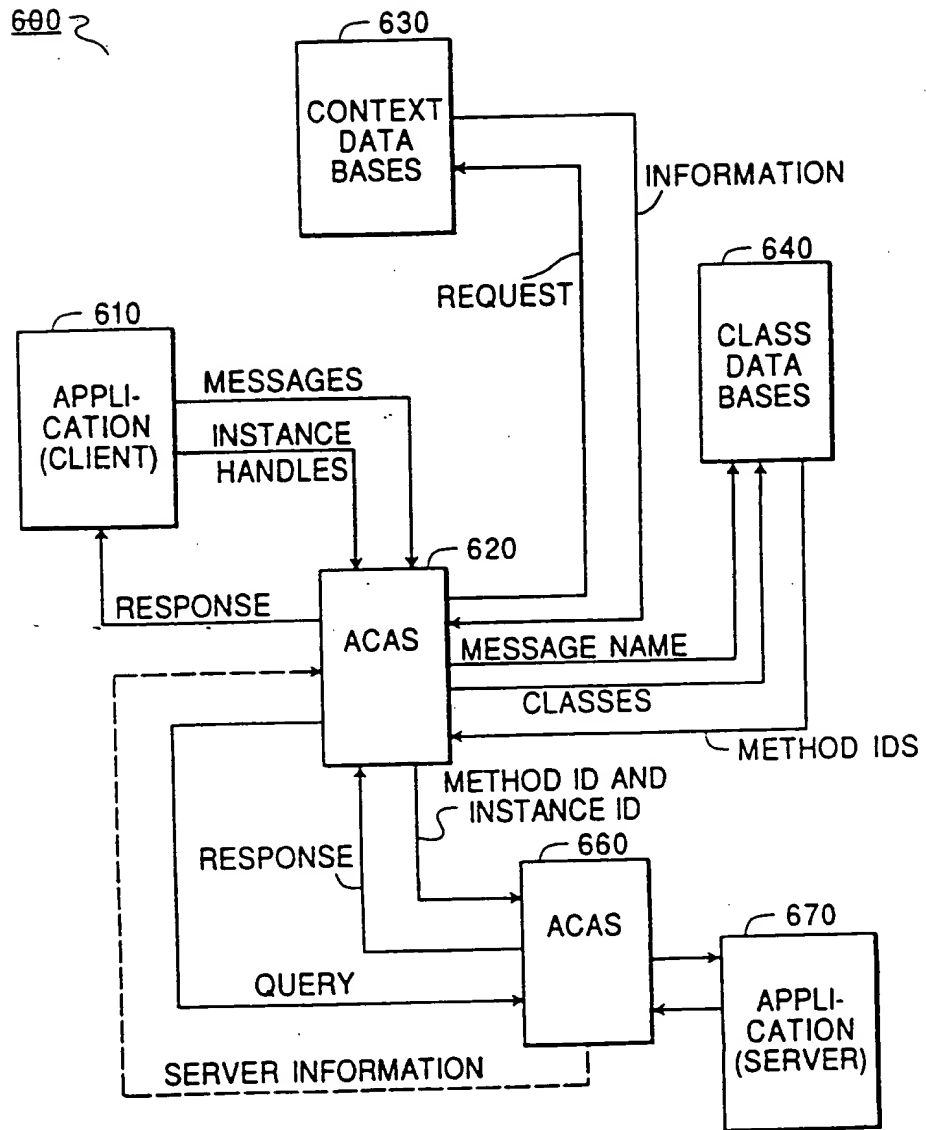 600
630
CONTEXT
DATA
BASES
INFORMATION
640
REQUEST
CLASS
DATA
BASES
610
APPLI-
CATION
(CLIENT)
MESSAGES
INSTANCE
HANDLES
620
RESPONSE
ACAS
MESSAGE NAME
CLASSES
METHOD IDS
METHOD ID AND
INSTANCE ID
RESPONSE
660
ACAS
670
QUERY
APPLI-
CATION
(SERVER)
SERVER INFORMATION